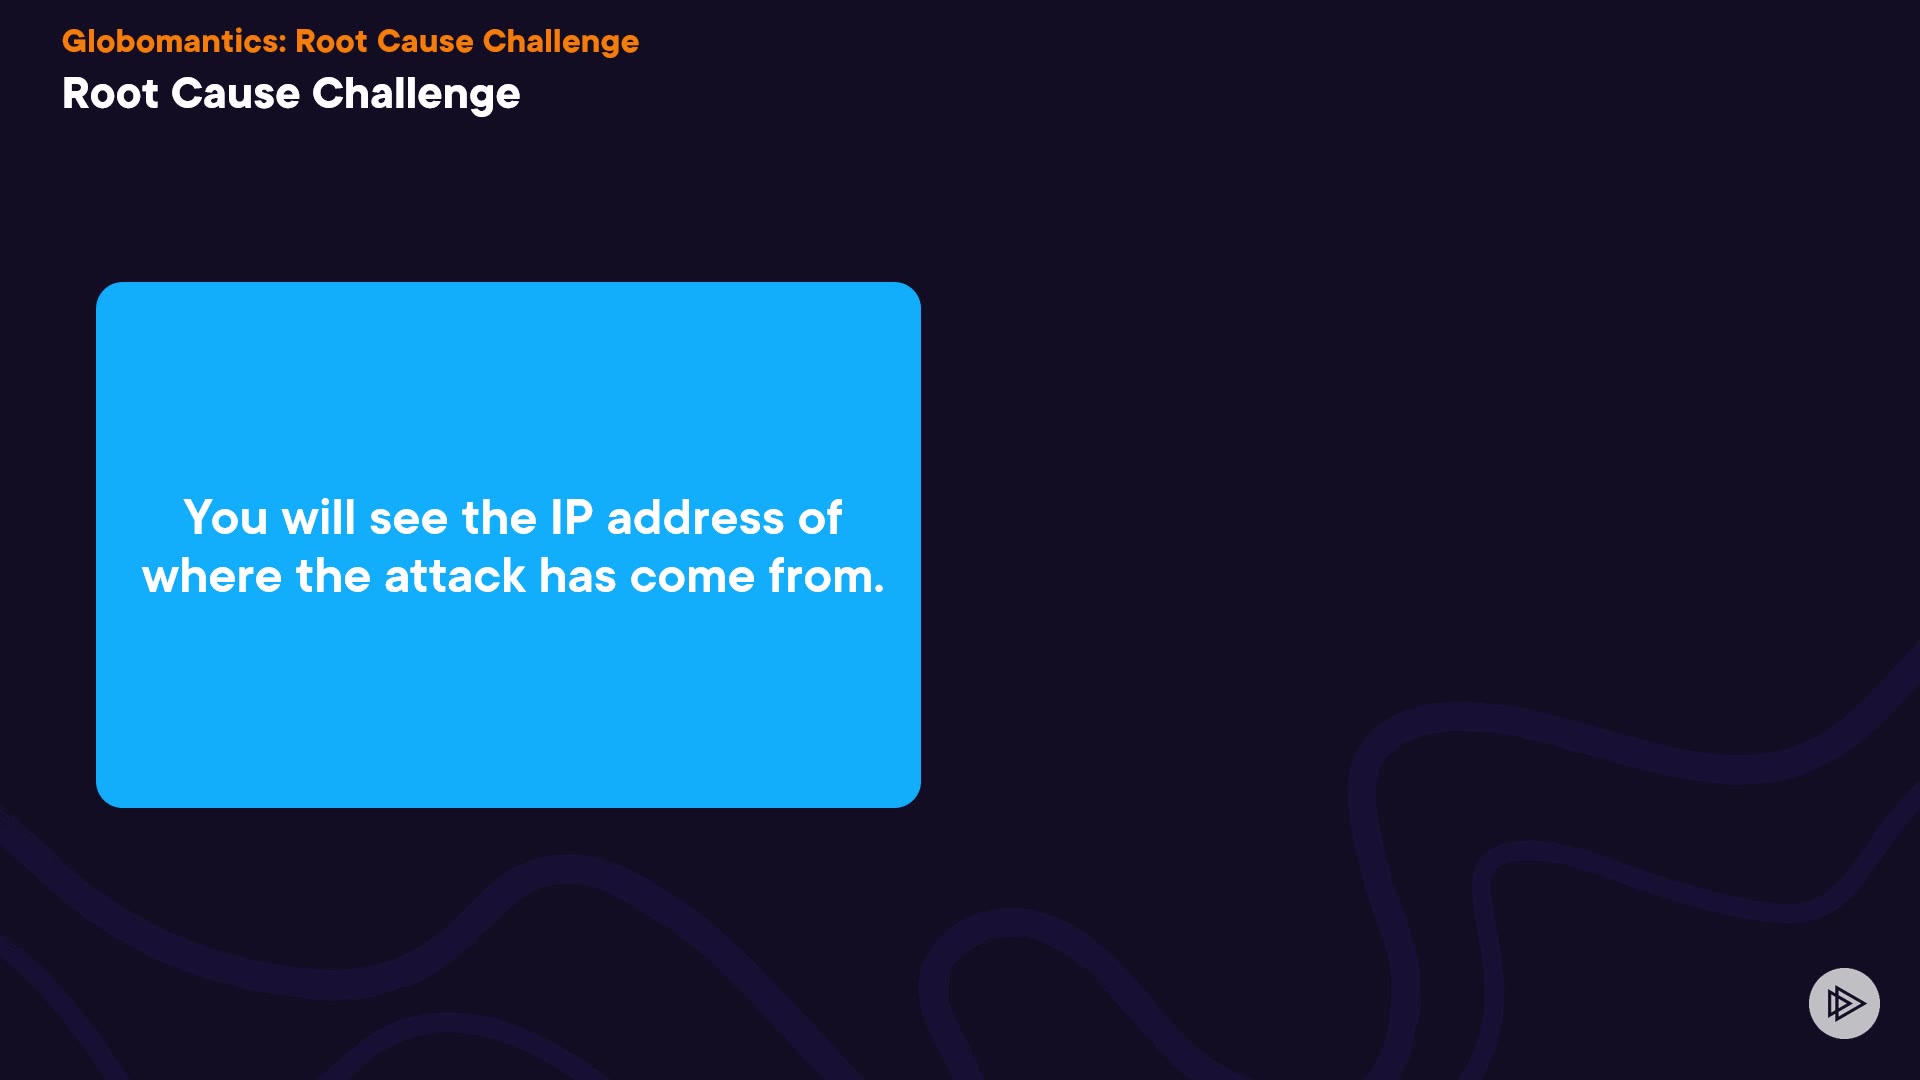 Globomantics: Root Cause Challenge
Root Cause Challenge
You will see the IP address of
where the attack has come from.